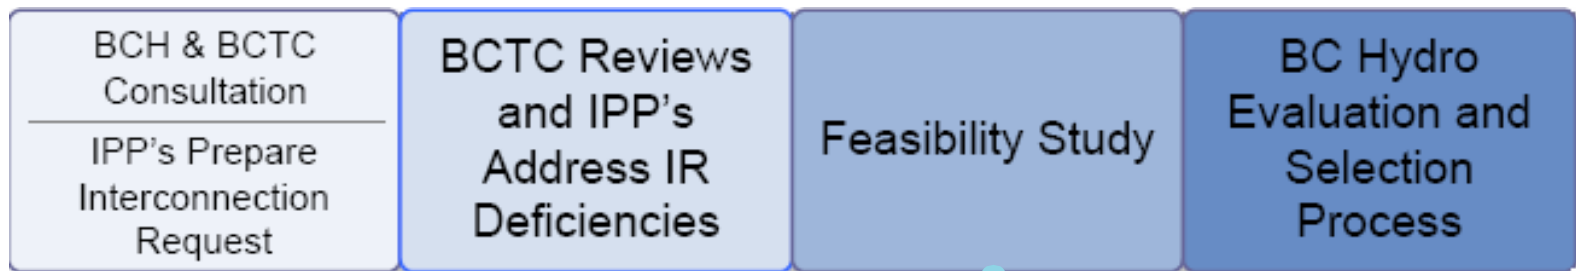 BCH & BCTC
Consultation
IPP's Prepare
Interconnection
Request
BCTC Reviews
and IPP's
Address IR
Deficiencies
Feasibility Study
BC Hydro
Evaluation and
Selection
Process